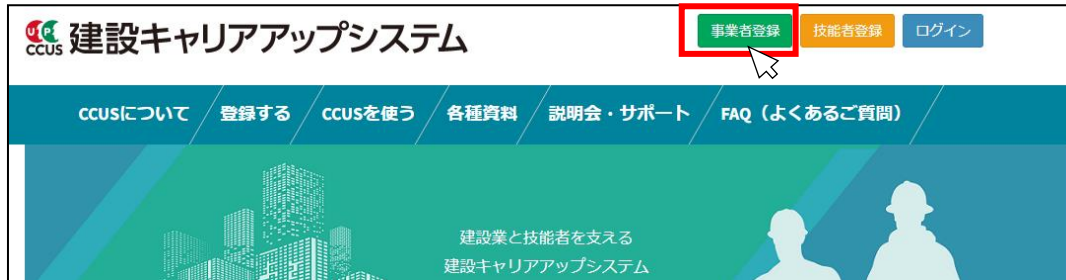 CCUS 建設キャリアアップシステム
事業者登録 技能者登録 ログイン
CCUSについて 登録する CCUSを使う 各種資料 説明会・サポート FAQ（よくあるご質問）
建設業と技能者を支える
建設キャリアアップシステム